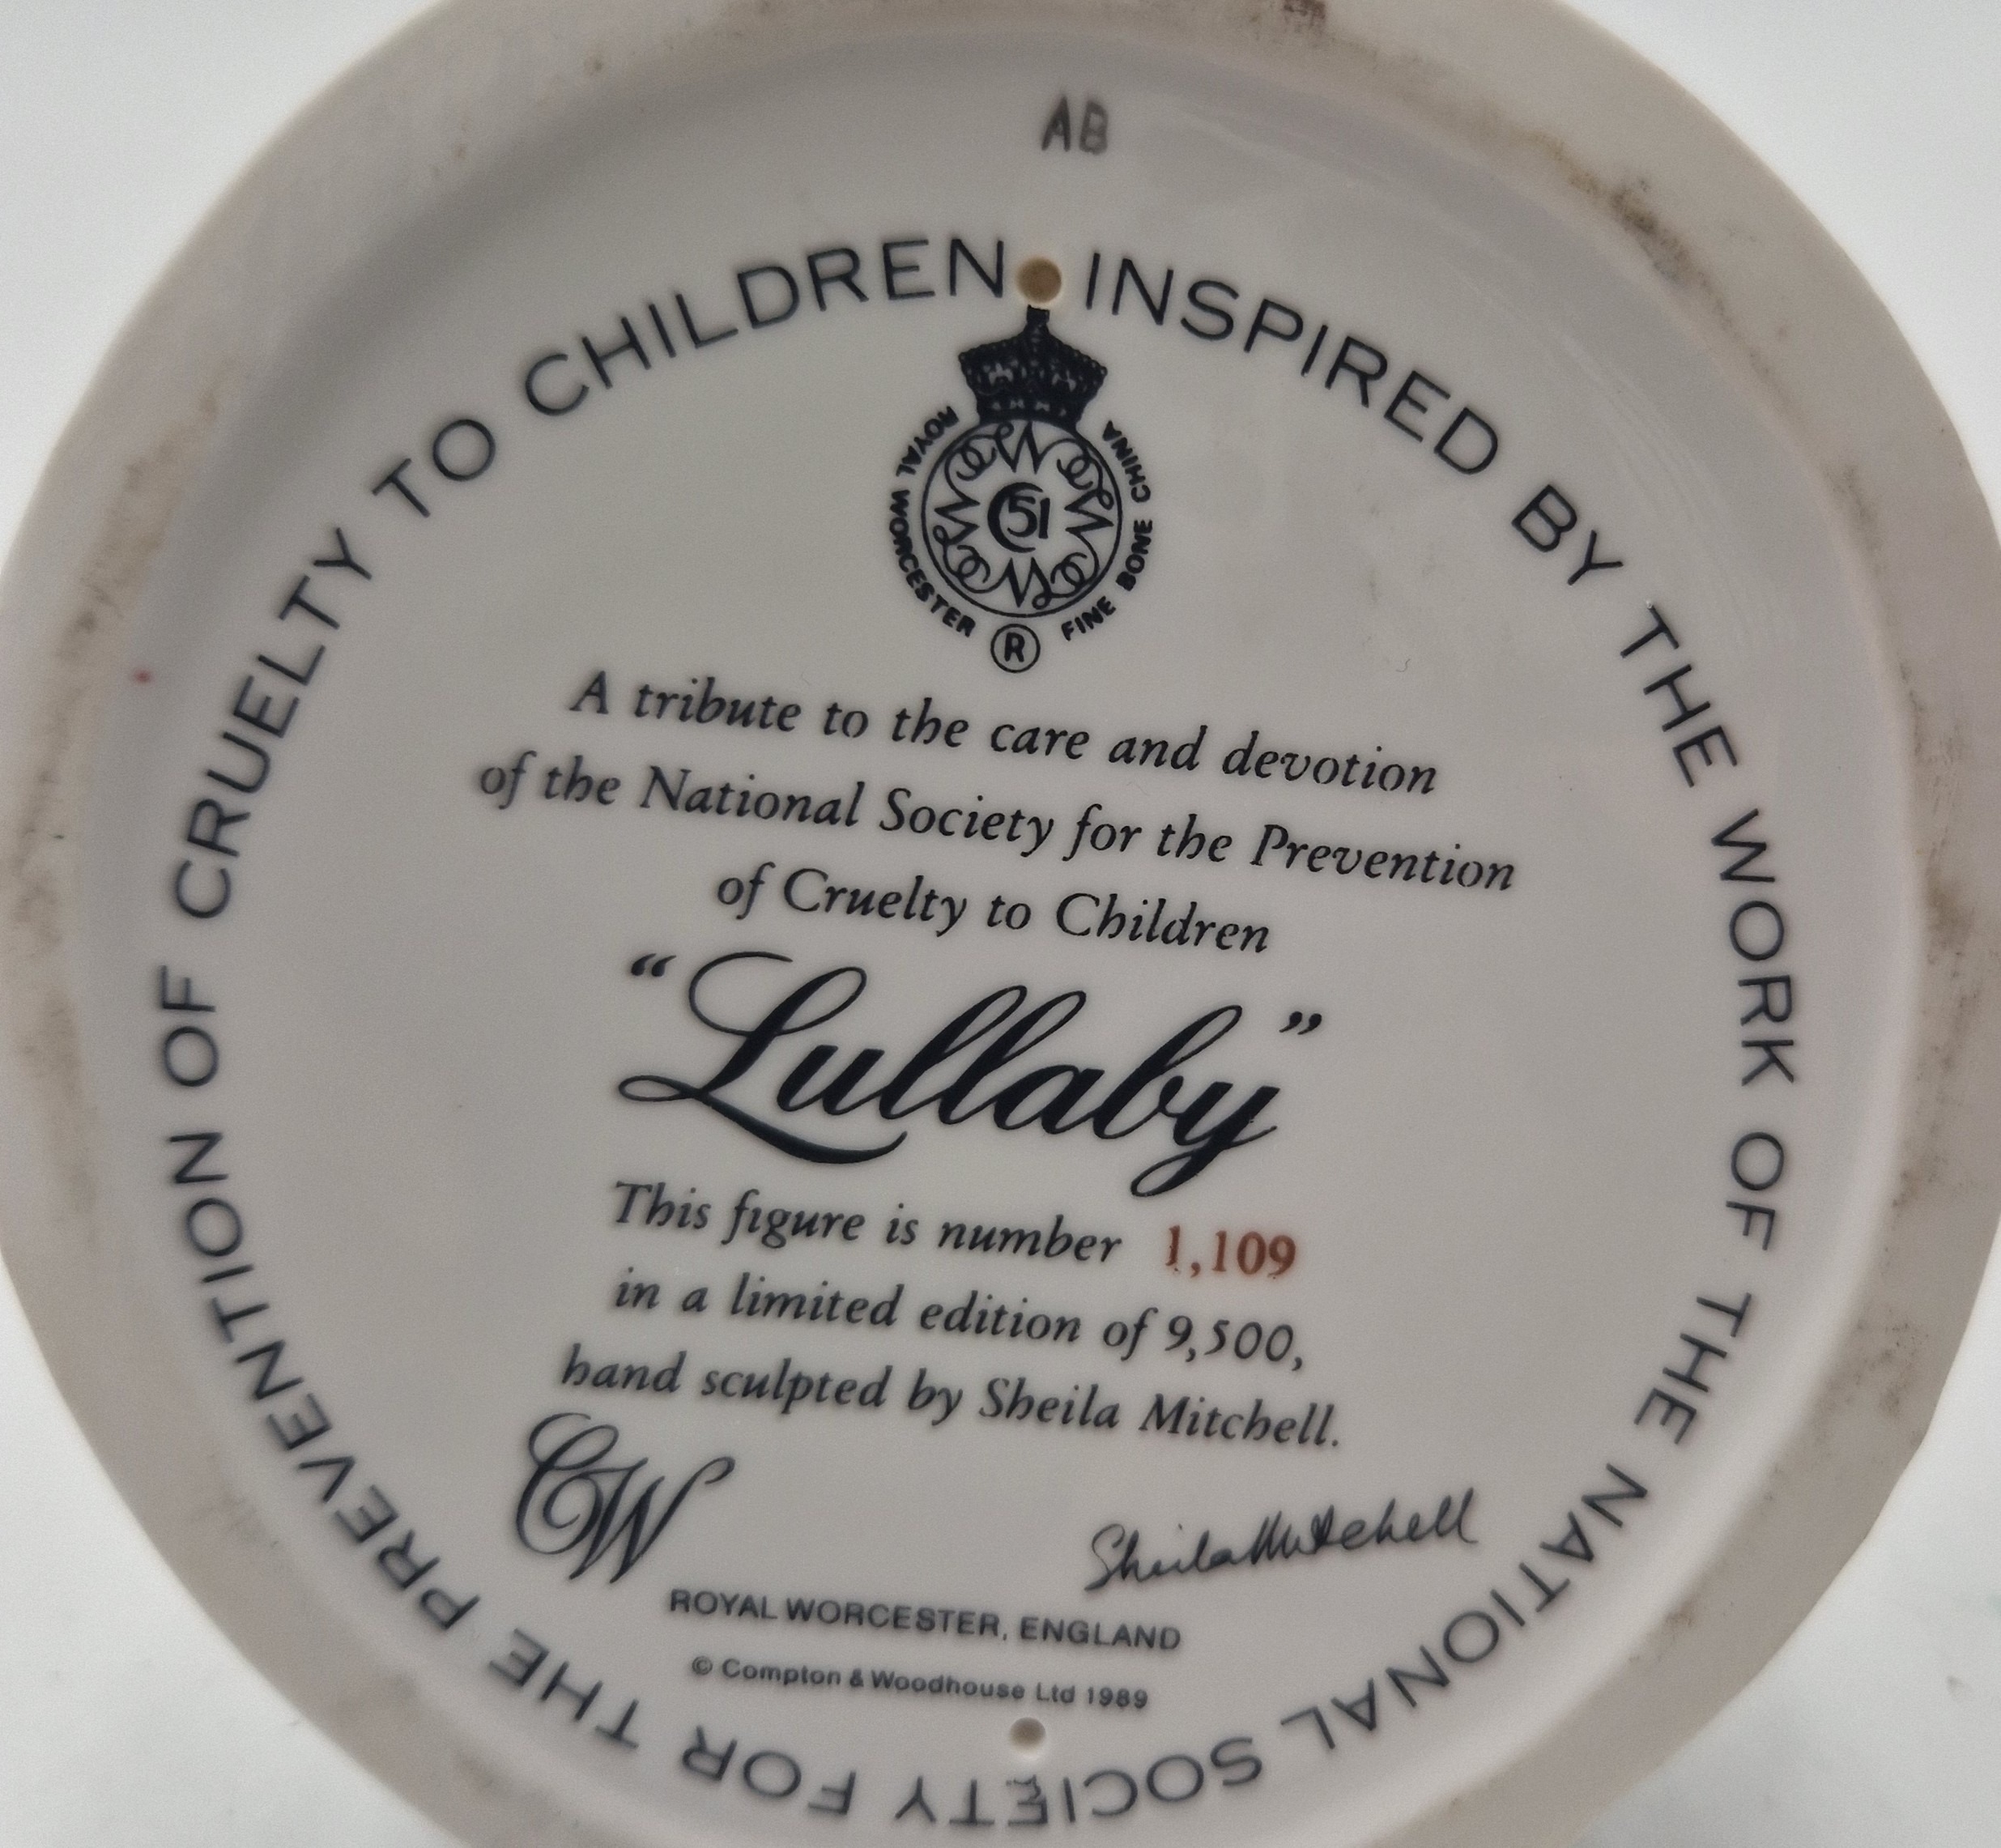 AB
INSPIRED BY THE WORK OF THE NATIONAL SOCIETY FOR THE PREVENTION OF CRUELTY TO CHILDREN
ROYAL WORCESTER
FINE BONE CHINA
51
®
A tribute to the care and devotion
of the National Society for the Prevention
of Cruelty to Children
“Lullaby”
This figure is number 1,109
in a limited edition of 9,500,
hand sculpted by Sheila Mitchell.
CW
Sheila Mitchell
ROYAL WORCESTER, ENGLAND
© Compton & Woodhouse Ltd 1989